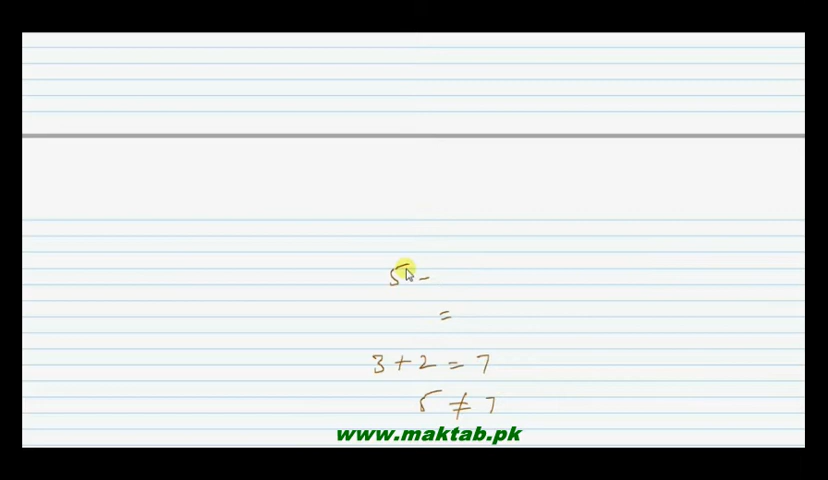 5 -
=
3 + 2 = 7
5 ≠ 7
www.maktab.pk